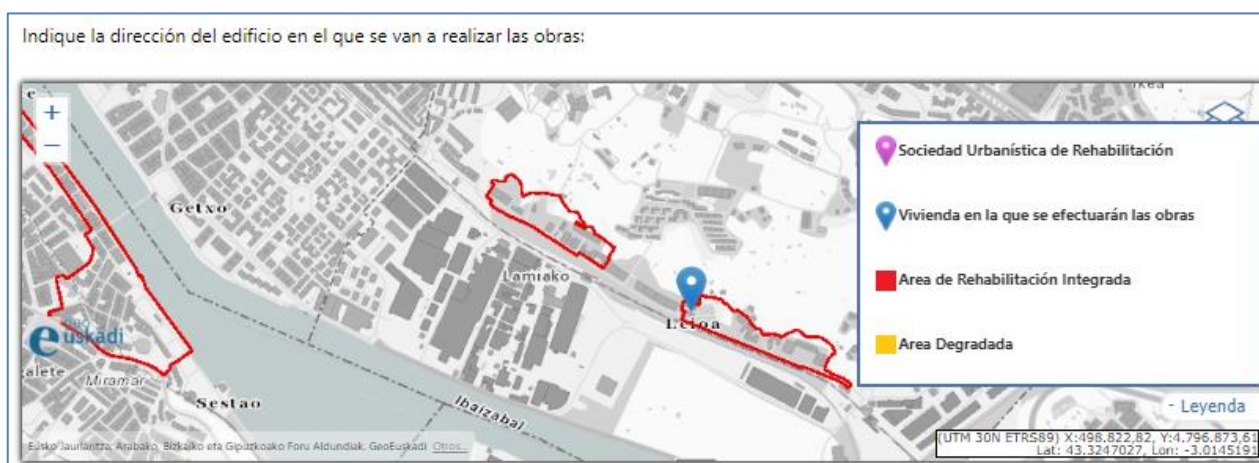 Indique la dirección del edificio en el que se van a realizar las obras:
+
−
Getxo
Lamiako
Leioa
Miramar
Sestao
Ibaizabal
geo
euskadi
Sociedad Urbanística de Rehabilitación
Vivienda en la que se efectuarán las obras
Area de Rehabilitación Integrada
Area Degradada
- Leyenda
Eusko Jaurlaritza, Arabako, Bizkaiko eta Gipuzkoako Foru Aldundiak. GeoEuskadi. Otros...
(UTM 30N ETRS89) X:498.822,82, Y:4.796.873,61
Lat: 43.3247027, Lon: -3.0145191